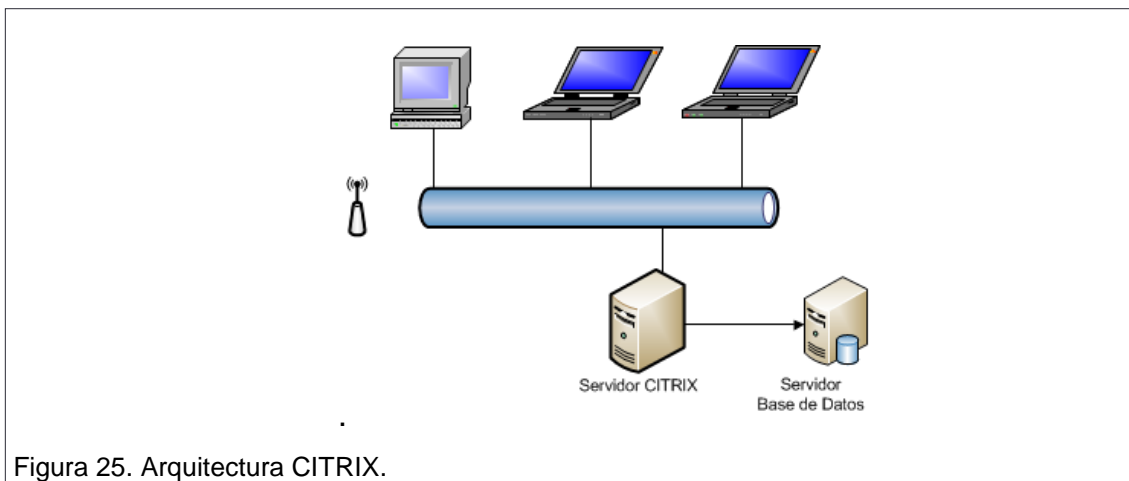 Servidor CITRIX
Servidor
Base de Datos
.
Figura 25. Arquitectura CITRIX.